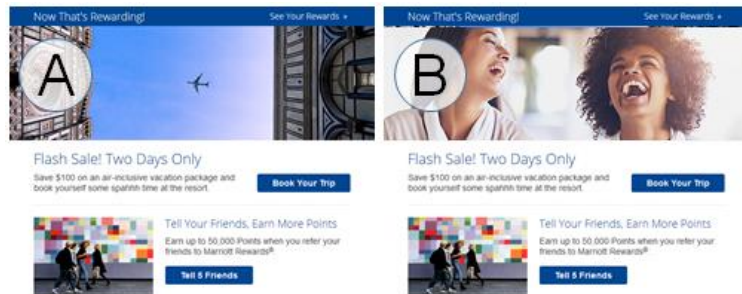 Now That's Rewarding! See Your Rewards
A
Flash Sale! Two Days Only
Save $100 on an air-inclusive vacation package and
book yourself some spahhh time at the resort.
Book Your Trip
Tell Your Friends, Earn More Points
Earn up to 50,000 Points when you refer your
friends to Marriott Rewards®
Tell 5 Friends
Now That's Rewarding! See Your Rewards
B
Flash Sale! Two Days Only
Save $100 on an air-inclusive vacation package and
book yourself some spahhh time at the resort.
Book Your Trip
Tell Your Friends, Earn More Points
Earn up to 50,000 Points when you refer your
friends to Marriott Rewards®
Tell 5 Friends